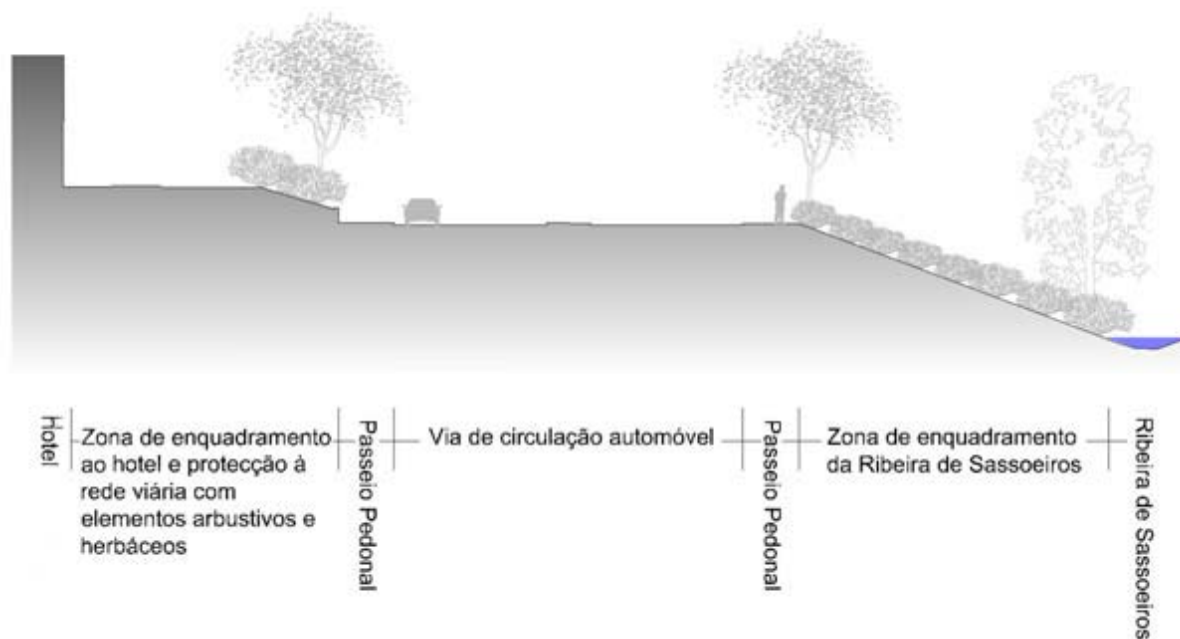 Hotel
Zona de enquadramento
ao hotel e protecção à
rede viária com
elementos arbustivos e
herbáceos
Passeio Pedonal
Via de circulação automóvel
Passeio Pedonal
Zona de enquadramento
da Ribeira de Sassoeiros
Ribeira de Sassoeiros